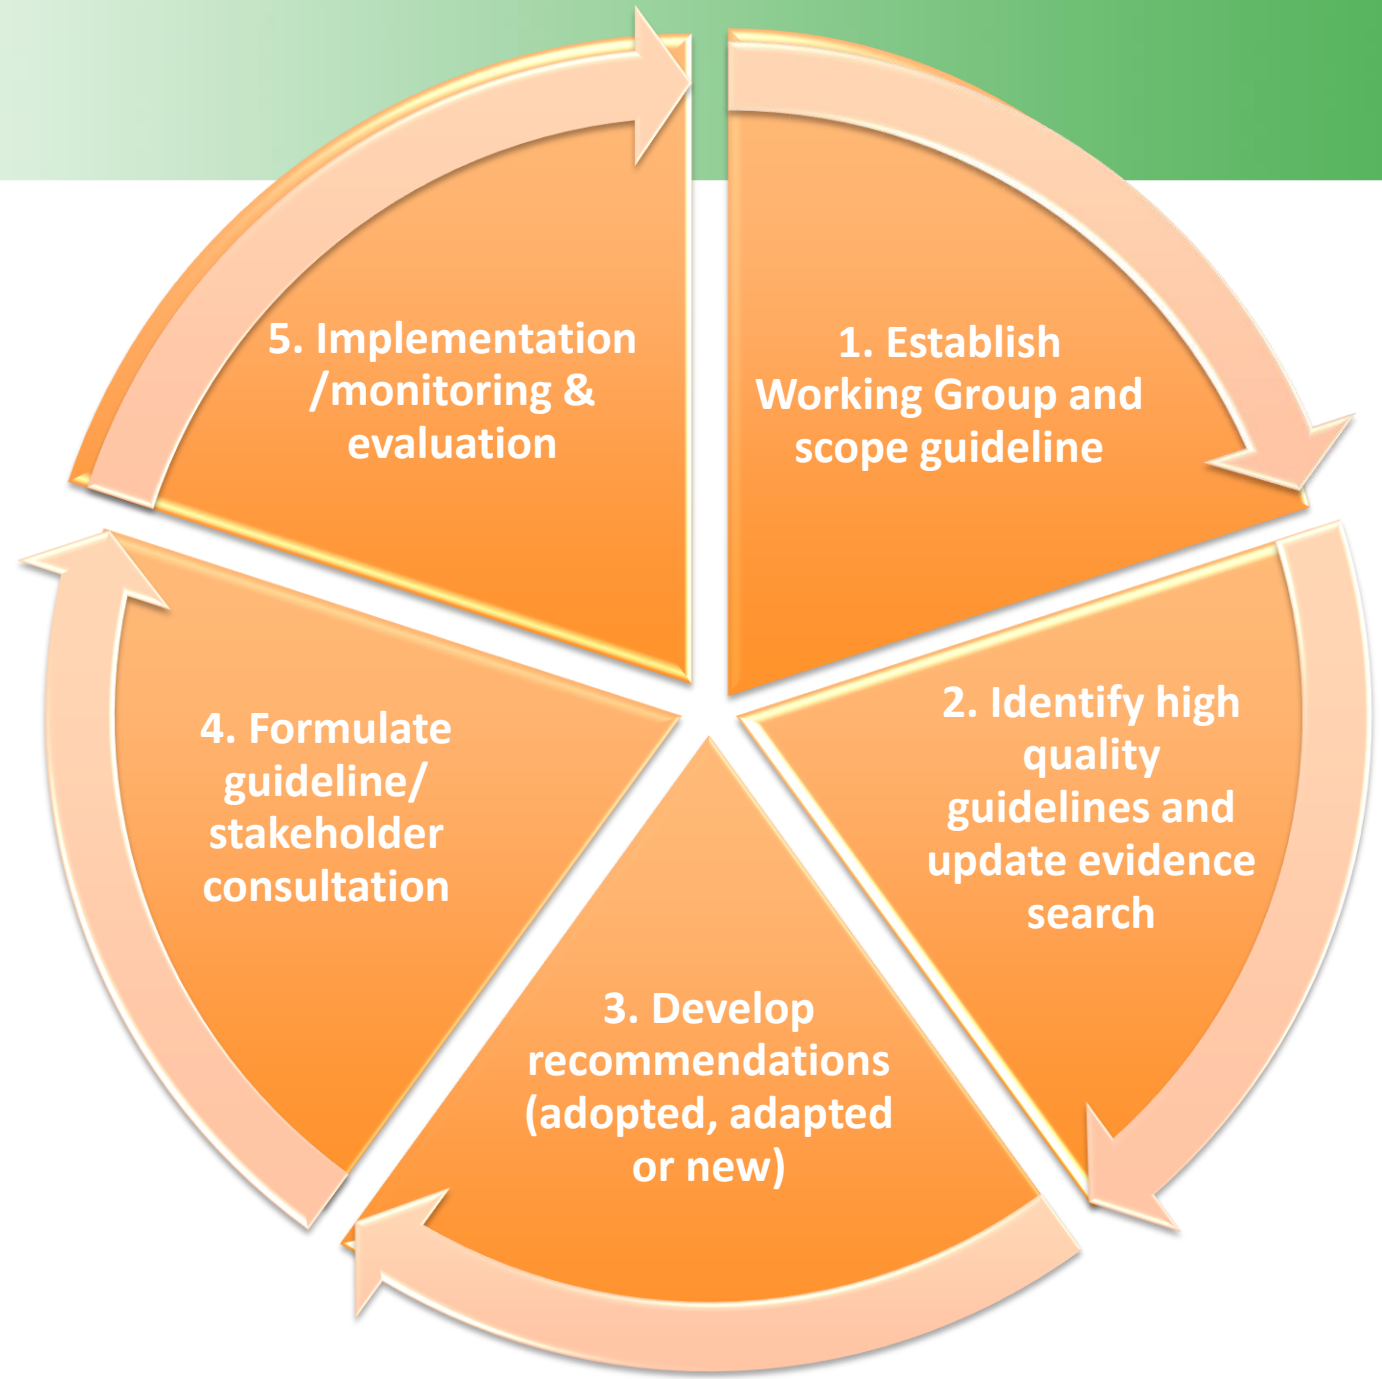 1. Establish
Working Group and
scope guideline
2. Identify high
quality
guidelines and
update evidence
search
3. Develop
recommendations
(adopted, adapted
or new)
4. Formulate
guideline/
stakeholder
consultation
5. Implementation
/monitoring &
evaluation